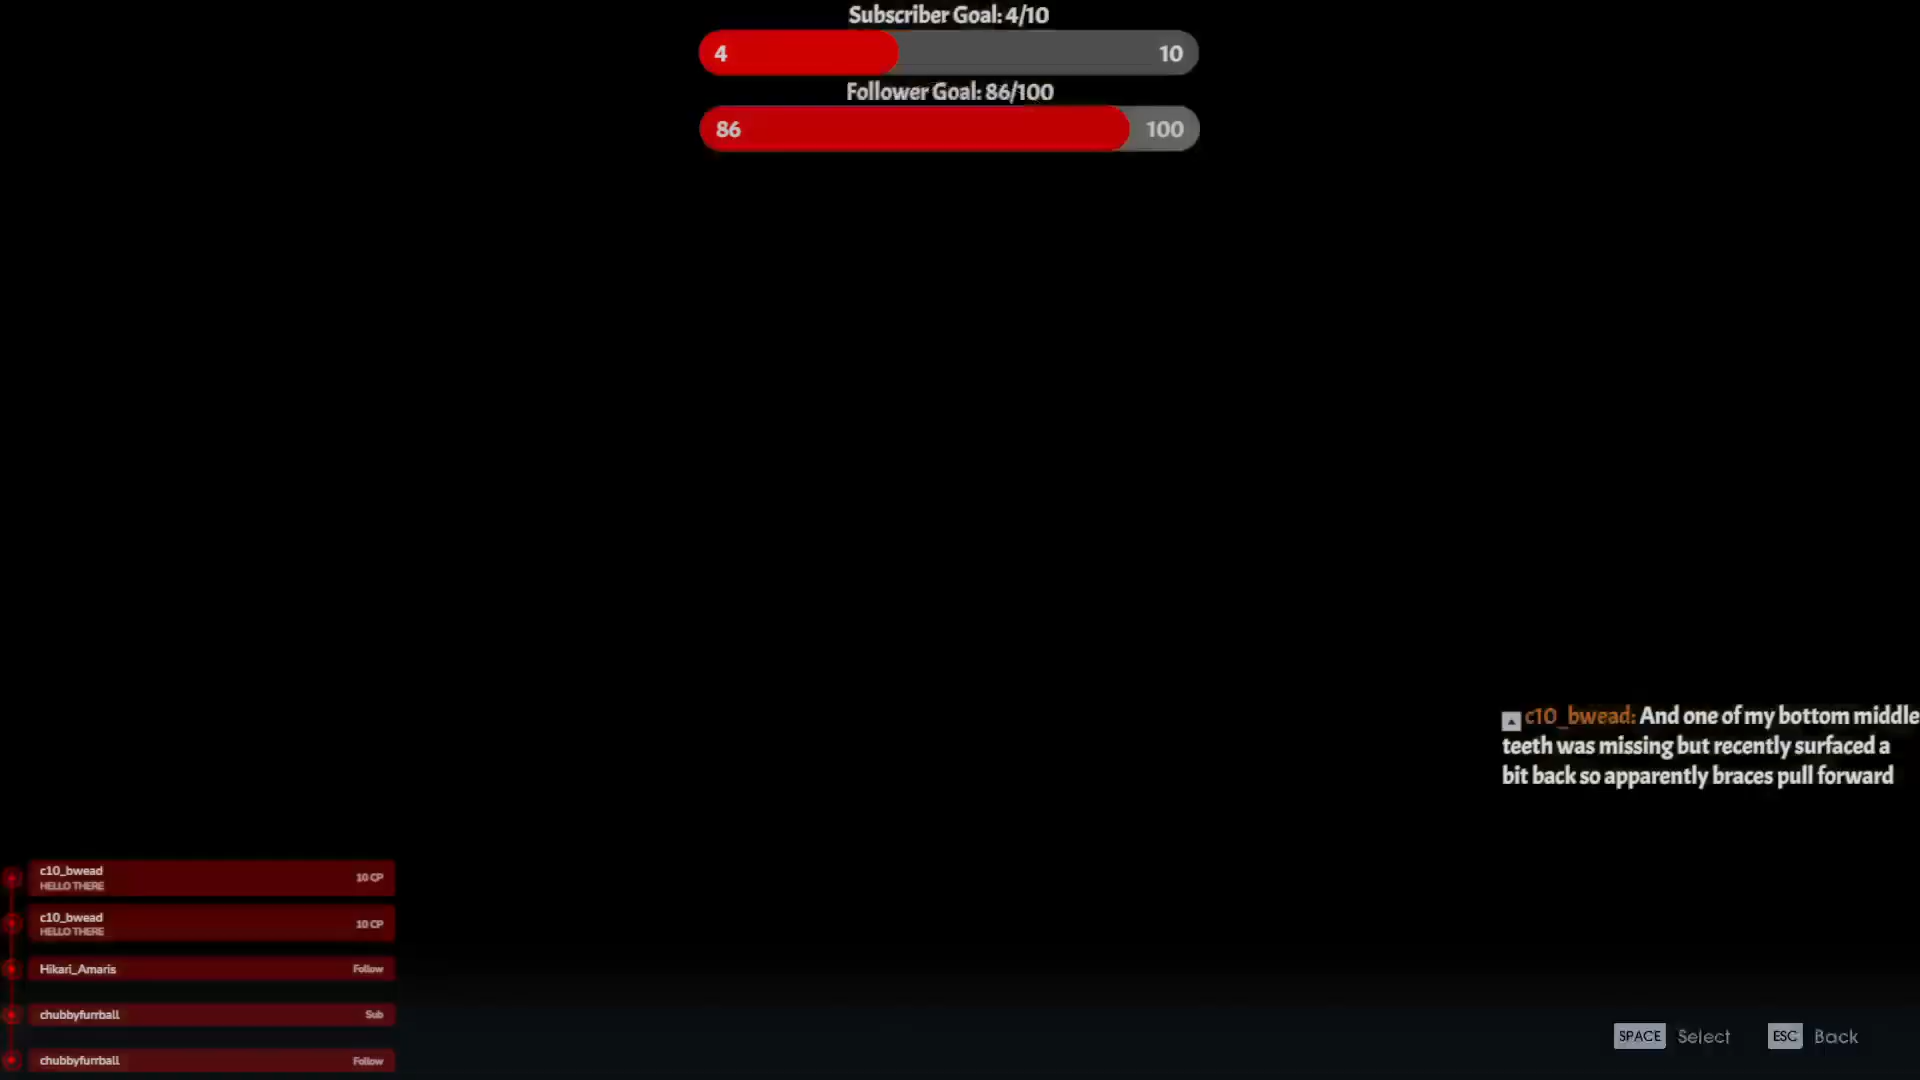 Subscriber Goal: 4/10
4 10
Follower Goal: 86/100
86 100
c10_bwead: And one of my bottom middle
teeth was missing but recently surfaced a
bit back so apparently braces pull forward
c10_bwead
HELLO THERE
10 CP
c10_bwead
HELLO THERE
10 CP
Hikari_Amaris Follow
chubbyfurrball Sub
chubbyfurrball Follow
SPACE Select ESC Back